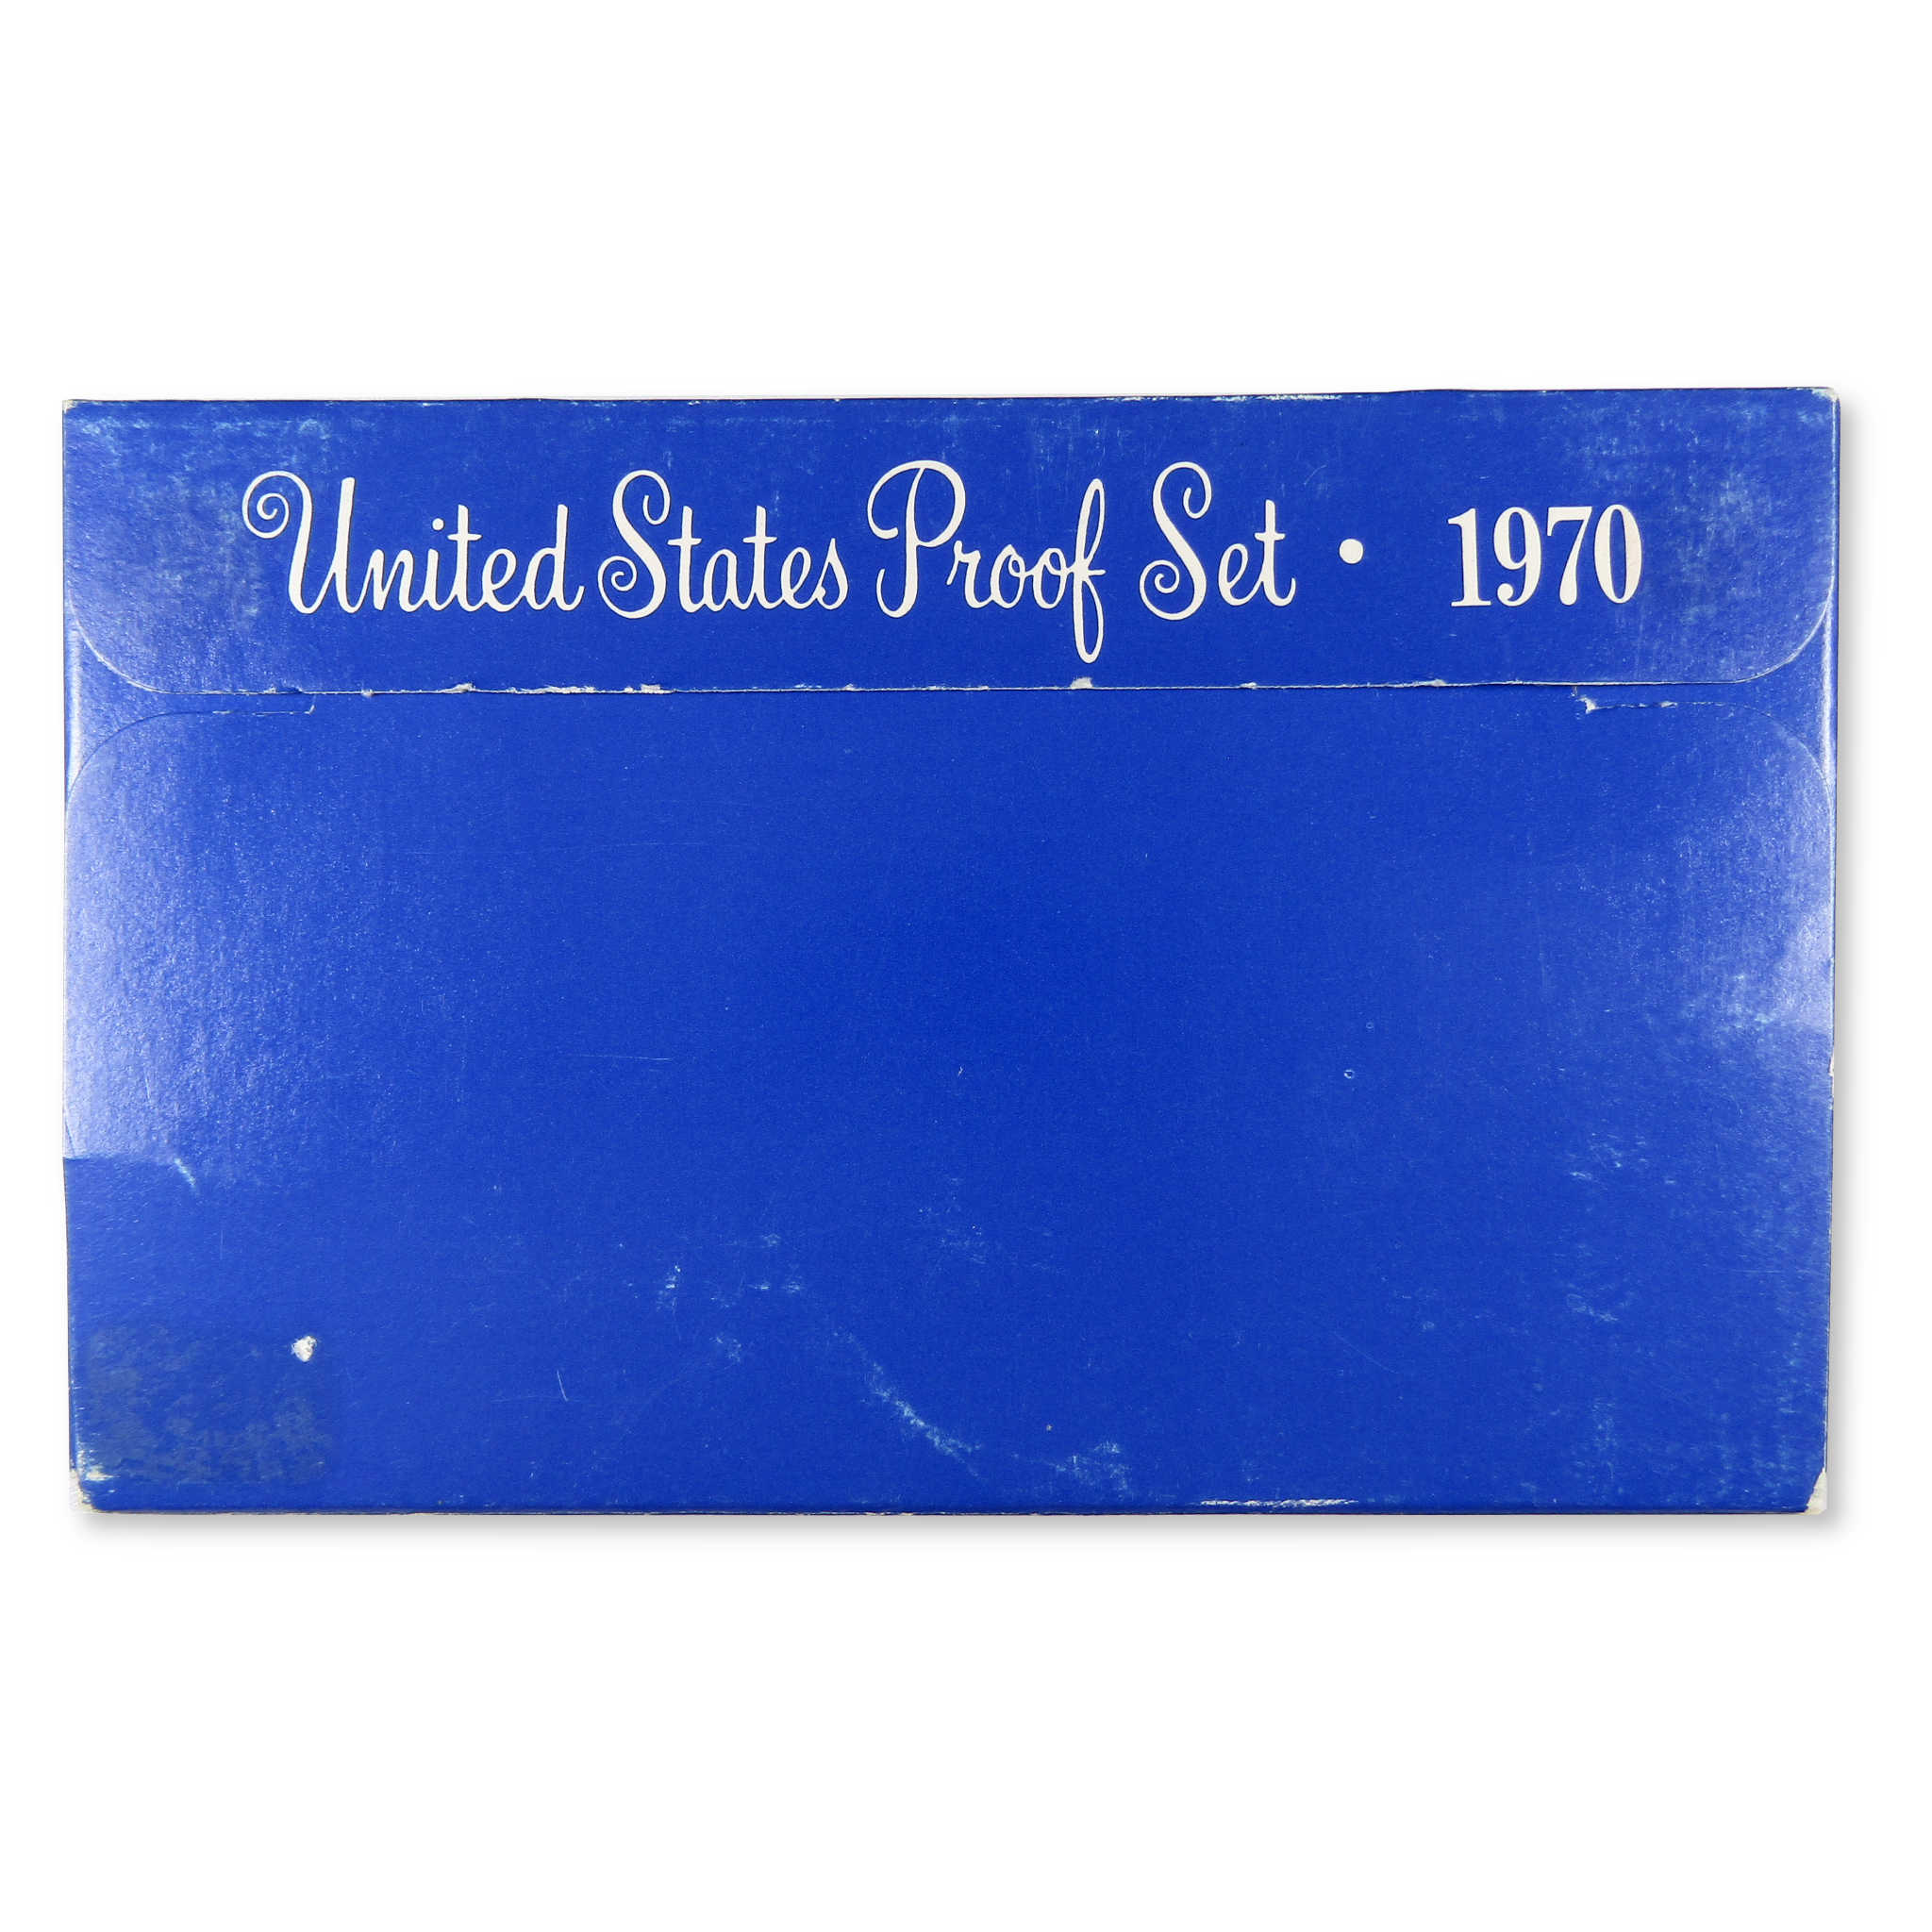 United States Proof Set • 1970